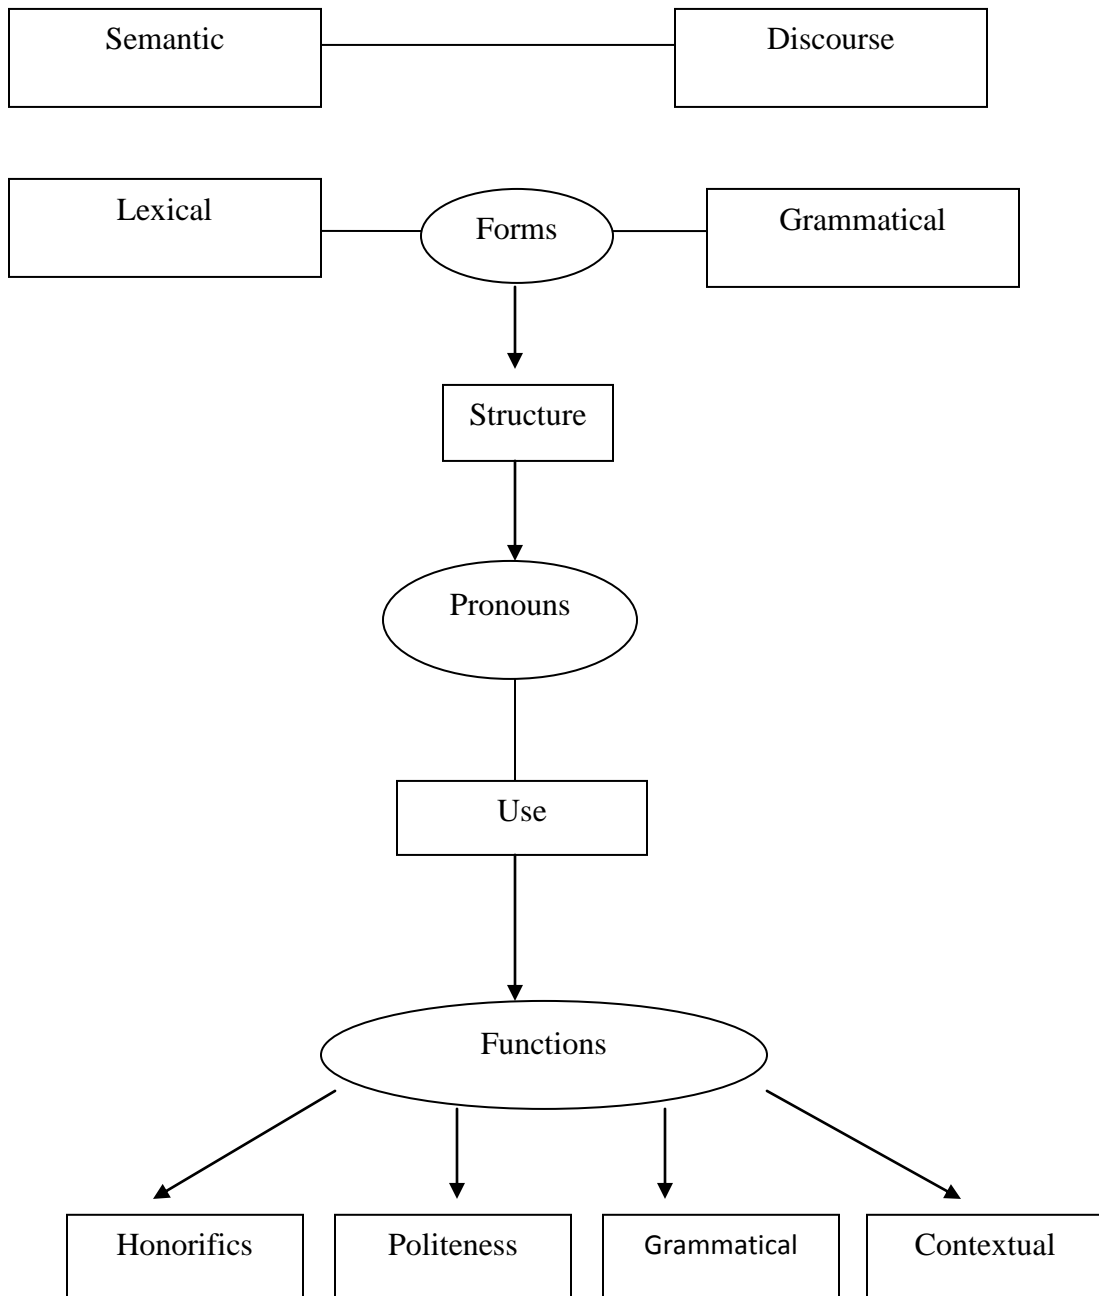 Semantic
Discourse
Lexical
Forms
Grammatical
Structure
Pronouns
Use
Functions
Honorifics
Politeness
Grammatical
Contextual